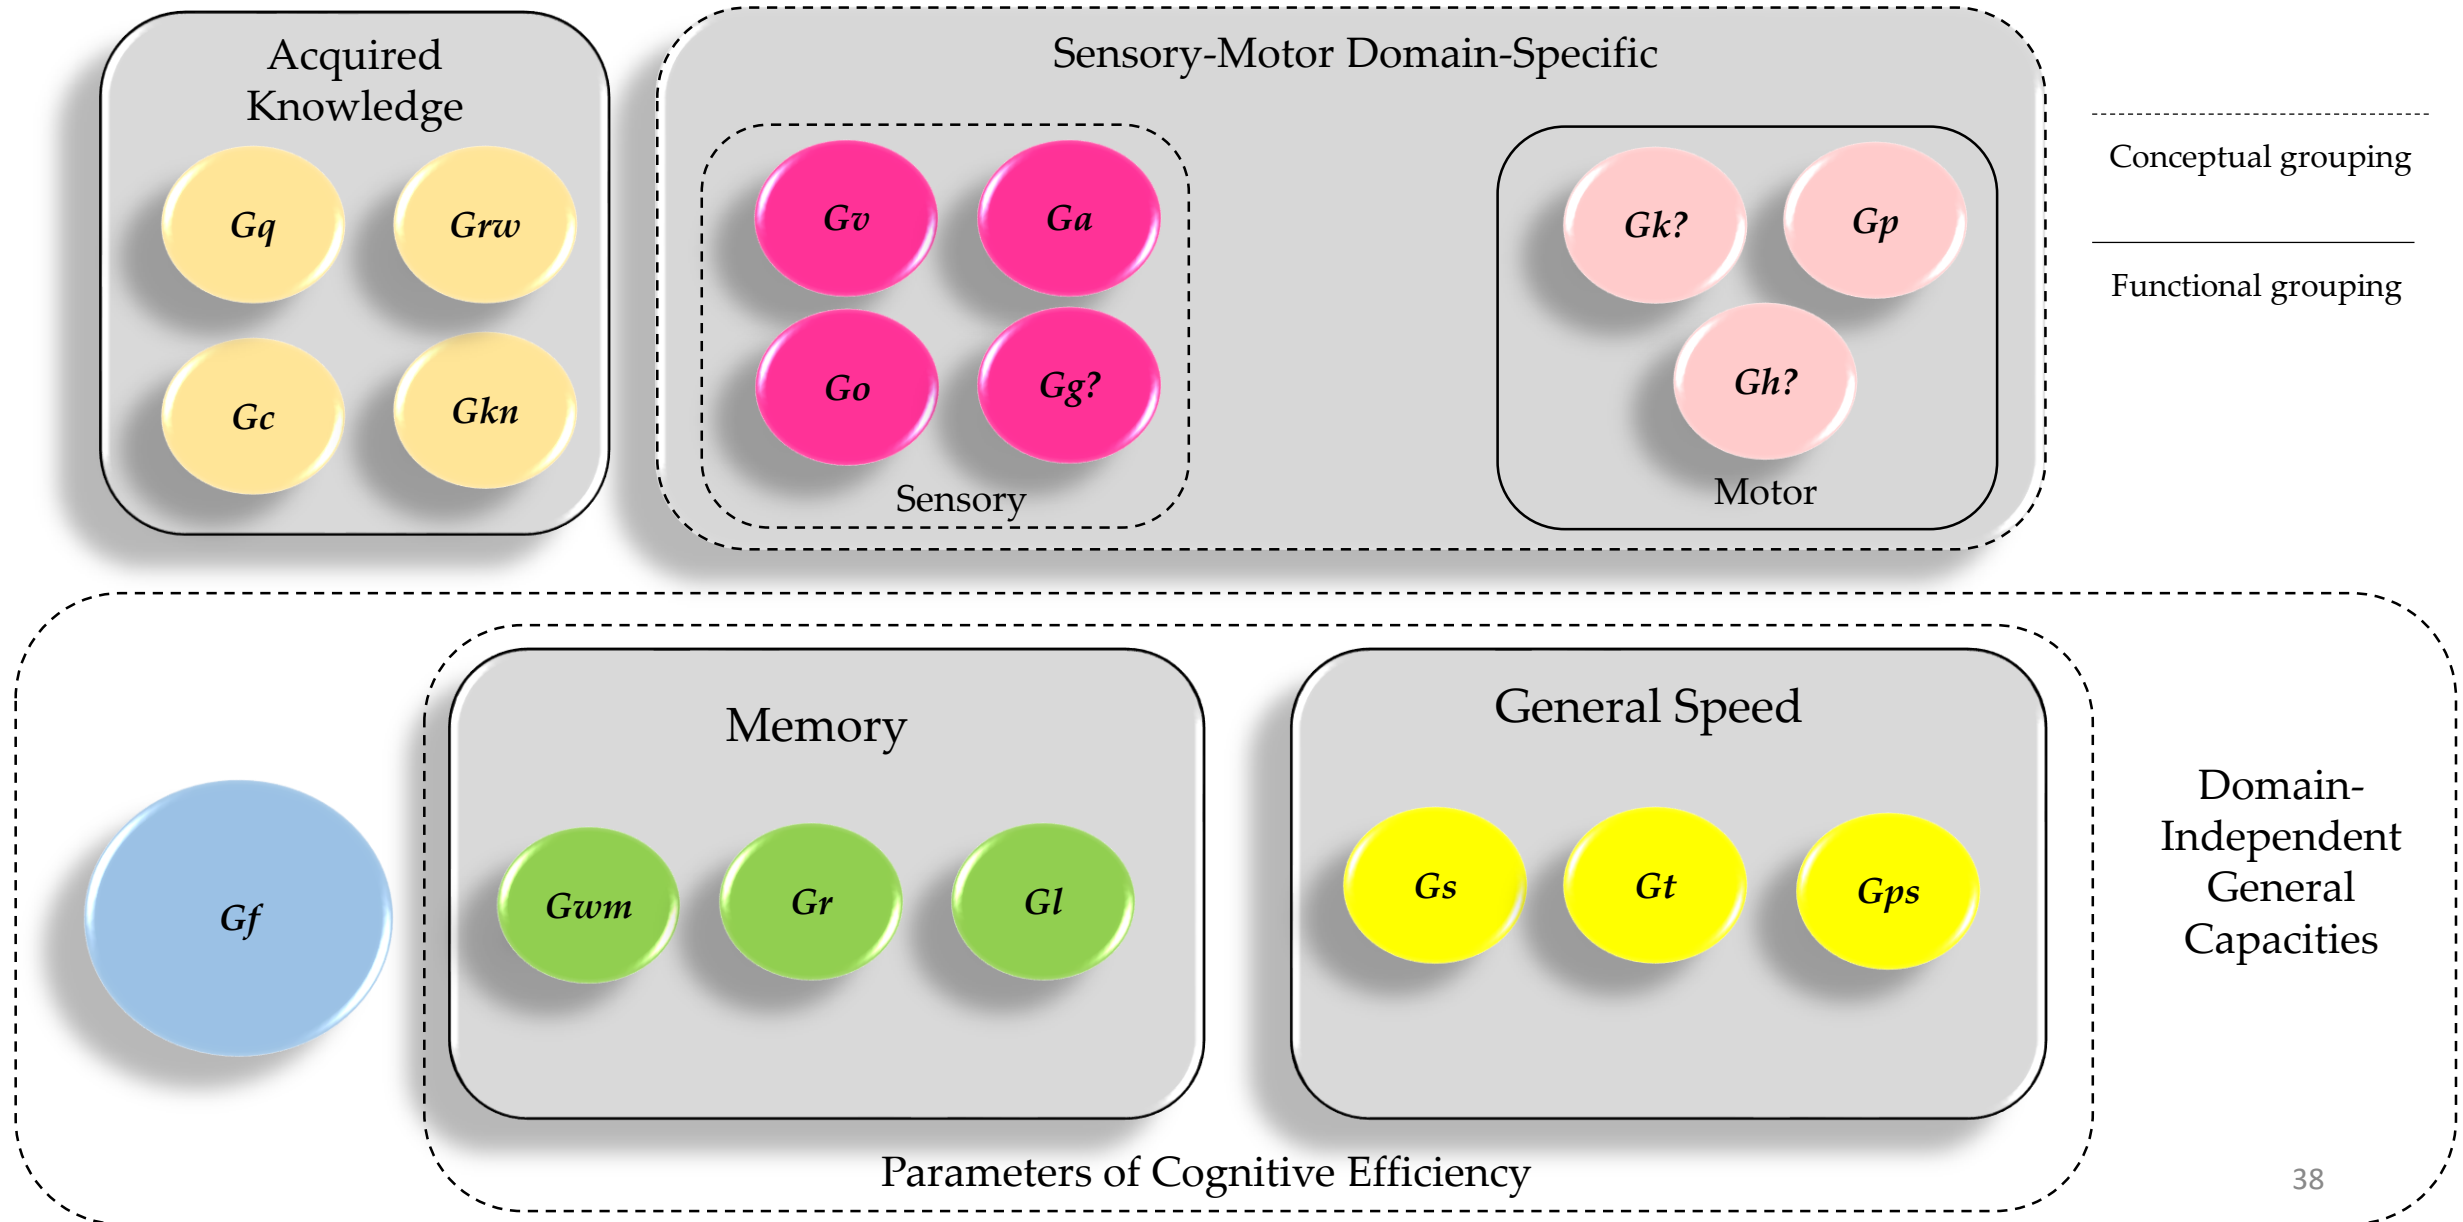 Acquired
Knowledge
Gq
Grw
Gc
Gkn
Sensory-Motor Domain-Specific
Gv
Ga
Go
Gg?
Sensory
Gk?
Gp
Gh?
Motor
Conceptual grouping
Functional grouping
Gf
Memory
Gwm
Gr
Gl
General Speed
Gs
Gt
Gps
Parameters of Cognitive Efficiency
Domain-
Independent
General
Capacities
38